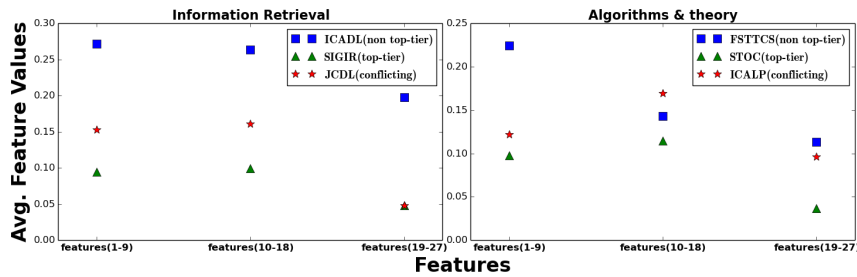 Information Retrieval
Algorithms & theory
Avg. Feature Values
0.30
0.25
0.20
0.15
0.10
0.05
0.00
ICADL(non top-tier)
SIGIR(top-tier)
JCDL(conflicting)
features(1-9)
features(10-18)
features(19-27)
0.25
0.20
0.15
0.10
0.05
0.00
FSTTCS(non top-tier)
STOC(top-tier)
ICALP(conflicting)
features(1-9)
features(10-18)
features(19-27)
Features